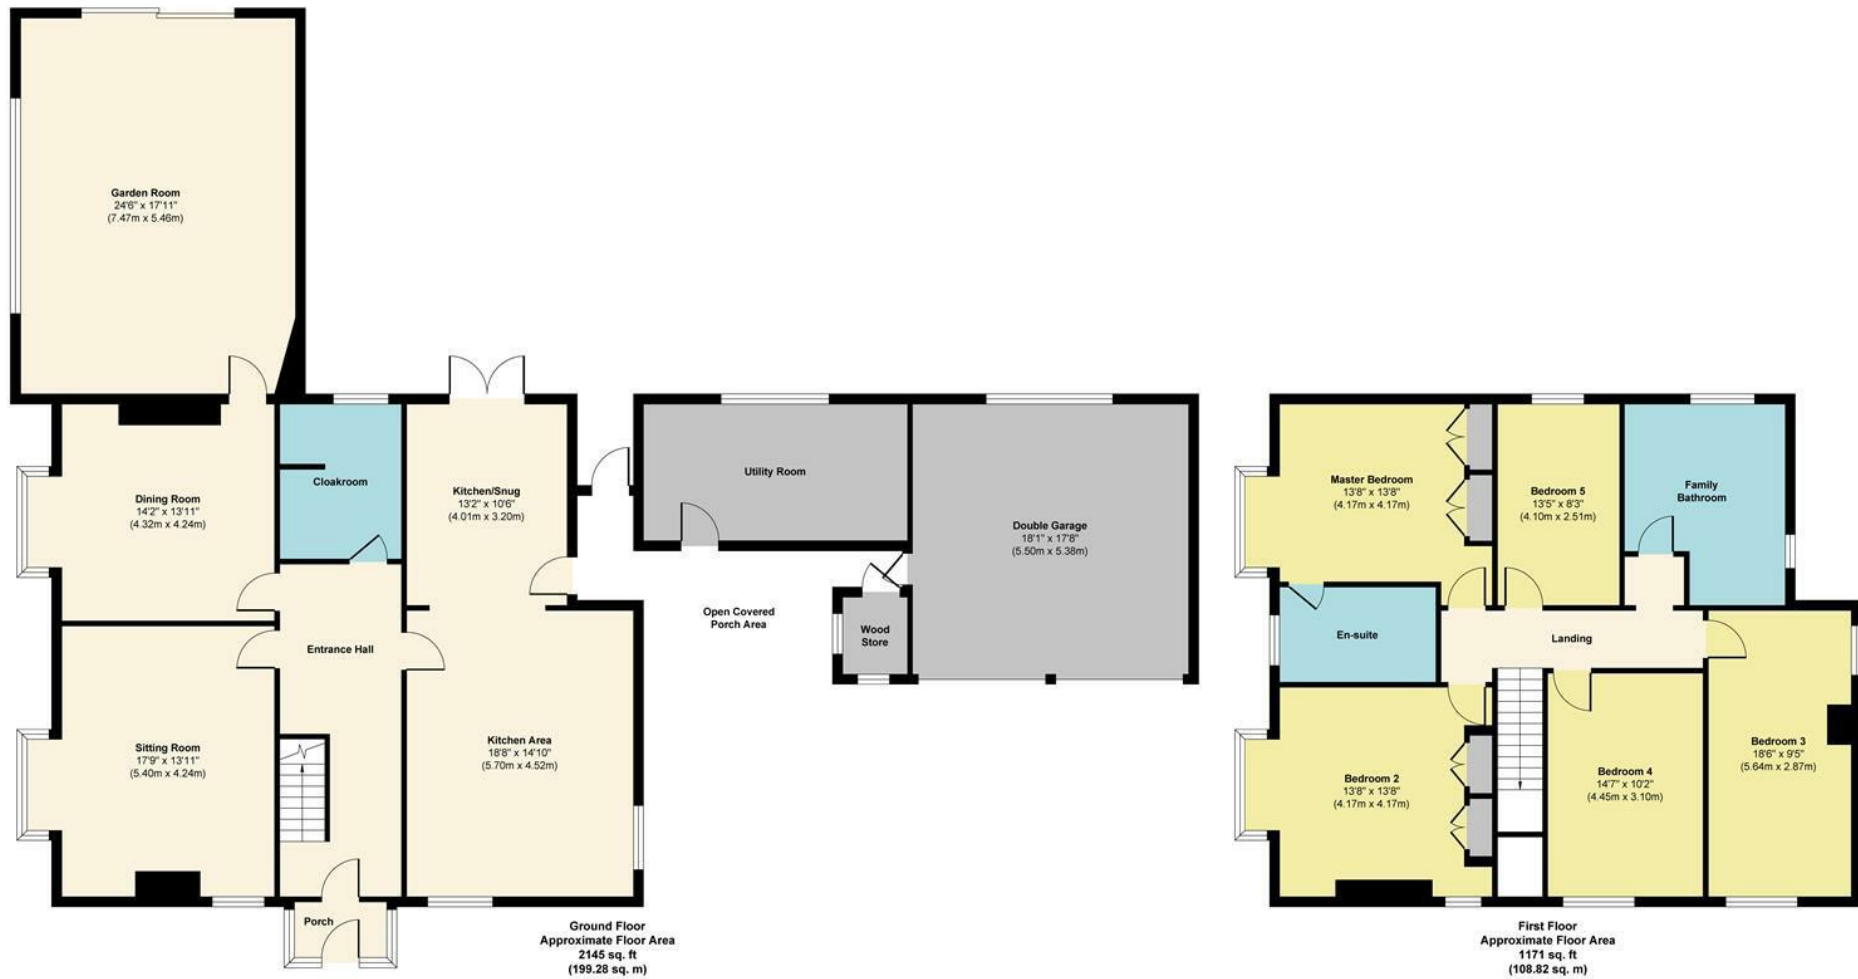 Garden Room
24'6" x 17'11"
(7.47m x 5.46m)
Dining Room
14'2" x 13'11"
(4.32m x 4.24m)
Cloakroom
Kitchen/Snug
13'2" x 10'6"
(4.01m x 3.20m)
Entrance Hall
Sitting Room
17'9" x 13'11"
(5.40m x 4.24m)
Kitchen Area
18'8" x 14'10"
(5.70m x 4.52m)
Porch
Utility Room
Double Garage
18'1" x 17'8"
(5.50m x 5.38m)
Open Covered
Porch Area
Wood
Store
Ground Floor
Approximate Floor Area
2145 sq. ft
(199.28 sq. m)
Master Bedroom
13'8" x 13'8"
(4.17m x 4.17m)
Bedroom 5
13'5" x 8'3"
(4.10m x 2.51m)
Family
Bathroom
En-suite
Landing
Bedroom 2
13'8" x 13'8"
(4.17m x 4.17m)
Bedroom 4
14'7" x 10'2"
(4.45m x 3.10m)
Bedroom 3
18'6" x 9'5"
(5.64m x 2.87m)
First Floor
Approximate Floor Area
1171 sq. ft
(108.82 sq. m)